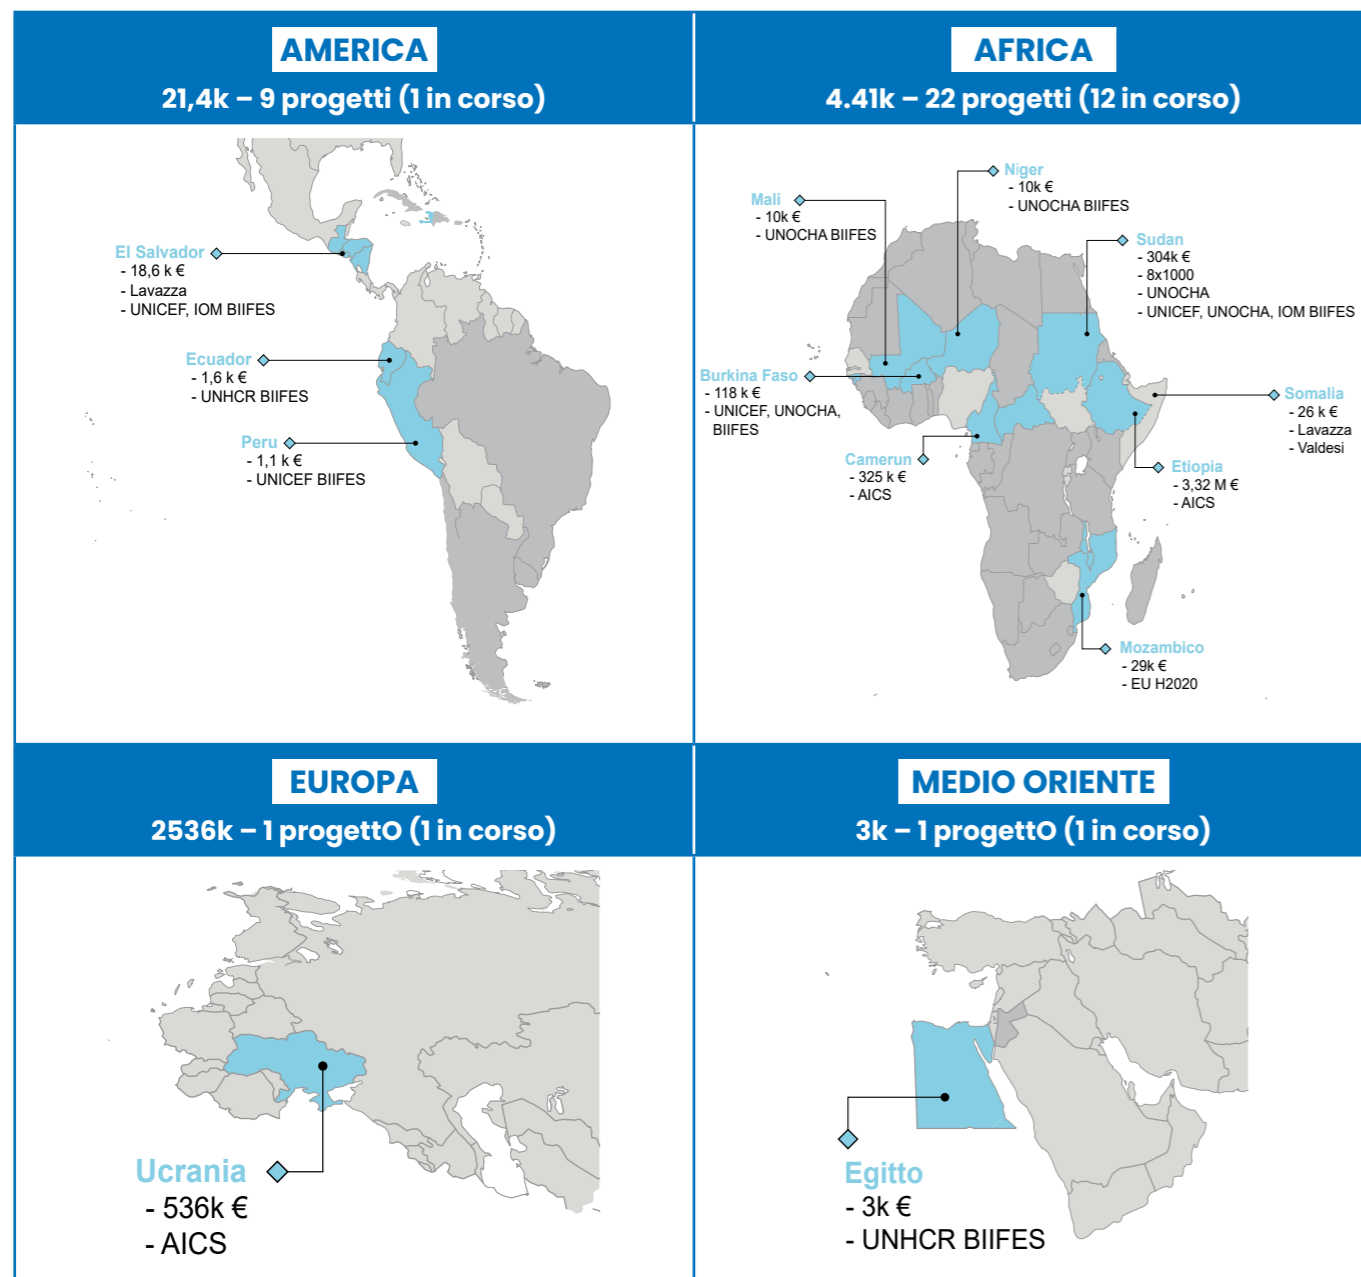 AMERICA
21,4k – 9 progetti (1 in corso)
El Salvador
- 18,6 k €
- Lavazza
- UNICEF, IOM BIIFES
Ecuador
- 1,6 k €
- UNHCR BIIFES
Peru
- 1,1 k €
- UNICEF BIIFES
AFRICA
4.41k – 22 progetti (12 in corso)
Niger
- 10k €
- UNOCHA BIIFES
Mali
- 10k €
- UNOCHA BIIFES
Sudan
- 304k €
- 8x1000
- UNOCHA
- UNICEF, UNOCHA, IOM BIIFES
Burkina Faso
- 118 k €
- UNICEF, UNOCHA,
BIIFES
Somalia
- 26 k €
- Lavazza
- Valdesi
Camerun
- 325 k €
- AICS
Etiopia
- 3,32 M €
- AICS
Mozambico
- 29k €
- EU H2020
EUROPA
2536k – 1 progettO (1 in corso)
Ucrania
- 536k €
- AICS
MEDIO ORIENTE
3k – 1 progettO (1 in corso)
Egitto
- 3k €
- UNHCR BIIFES